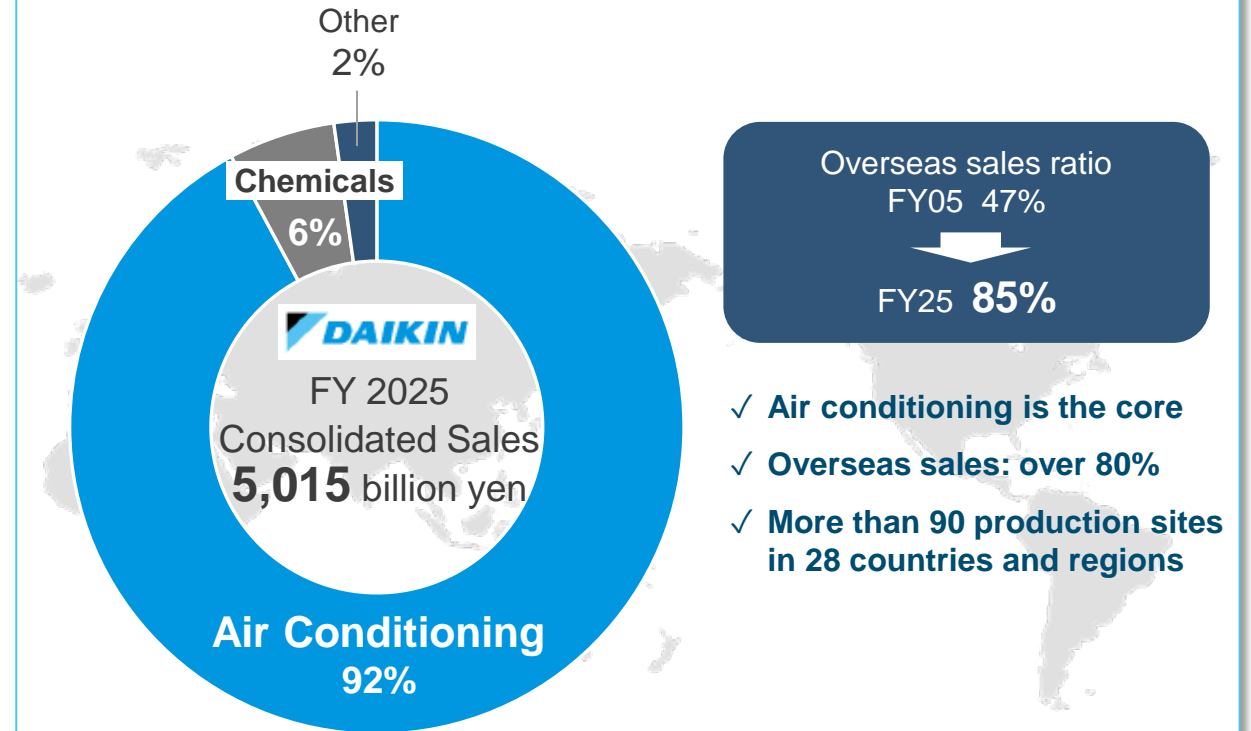 Other
2%
Chemicals
6%
DAIKIN
FY 2025
Consolidated Sales
5,015 billion yen
Air Conditioning
92%
Overseas sales ratio
FY05 47%
FY25 85%
✓ Air conditioning is the core
✓ Overseas sales: over 80%
✓ More than 90 production sites
in 28 countries and regions